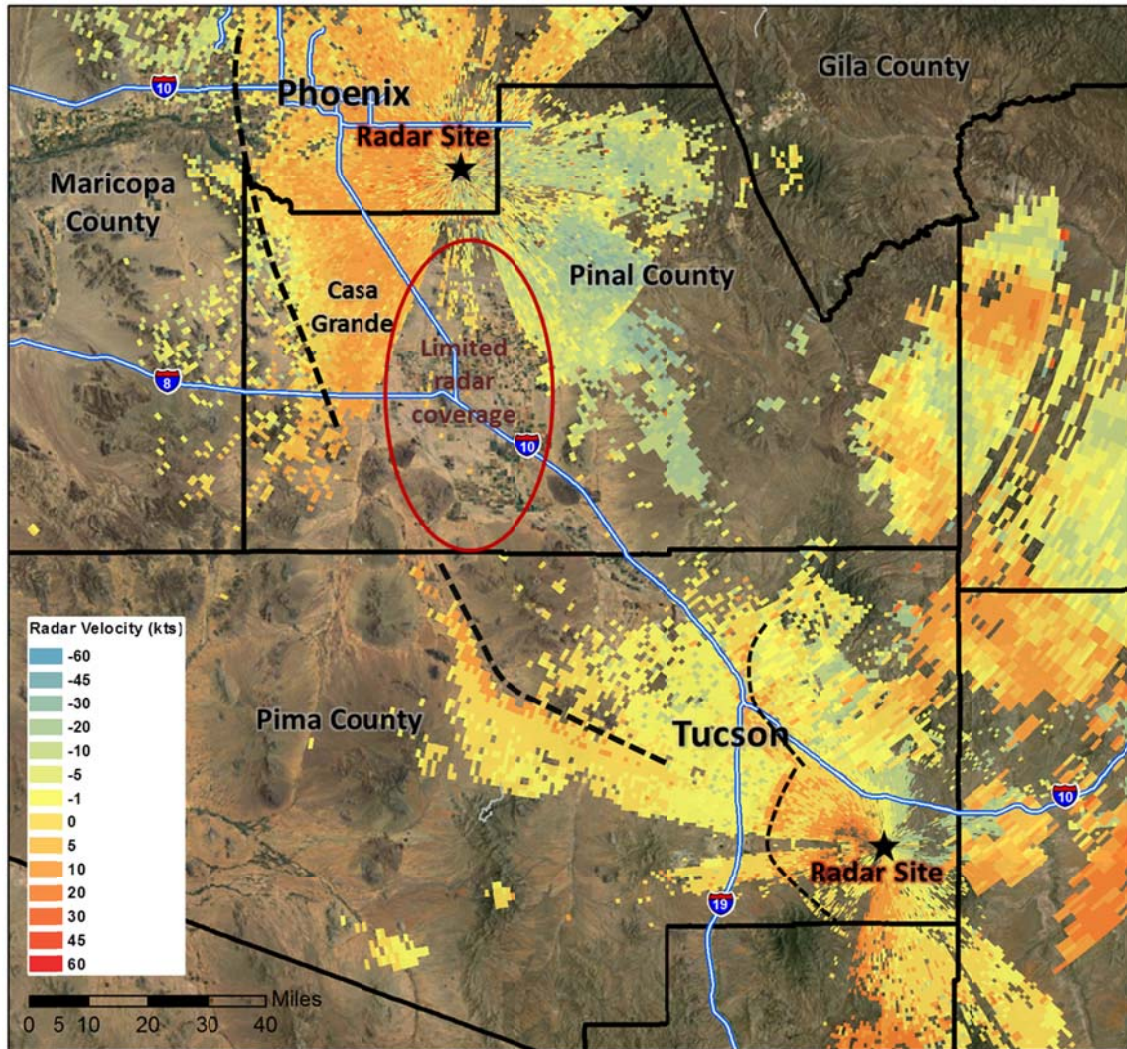 Gila County
10
Phoenix
Radar Site
Maricopa
County
Pinal County
Casa
Grande
Limited
radar
coverage
8
10
Radar Velocity (kts)
-60
-45
-30
-20
-10
-5
-1
0
5
10
20
30
45
60
Pima County
Tucson
10
Radar Site
19
Miles
0 5 10 20 30 40